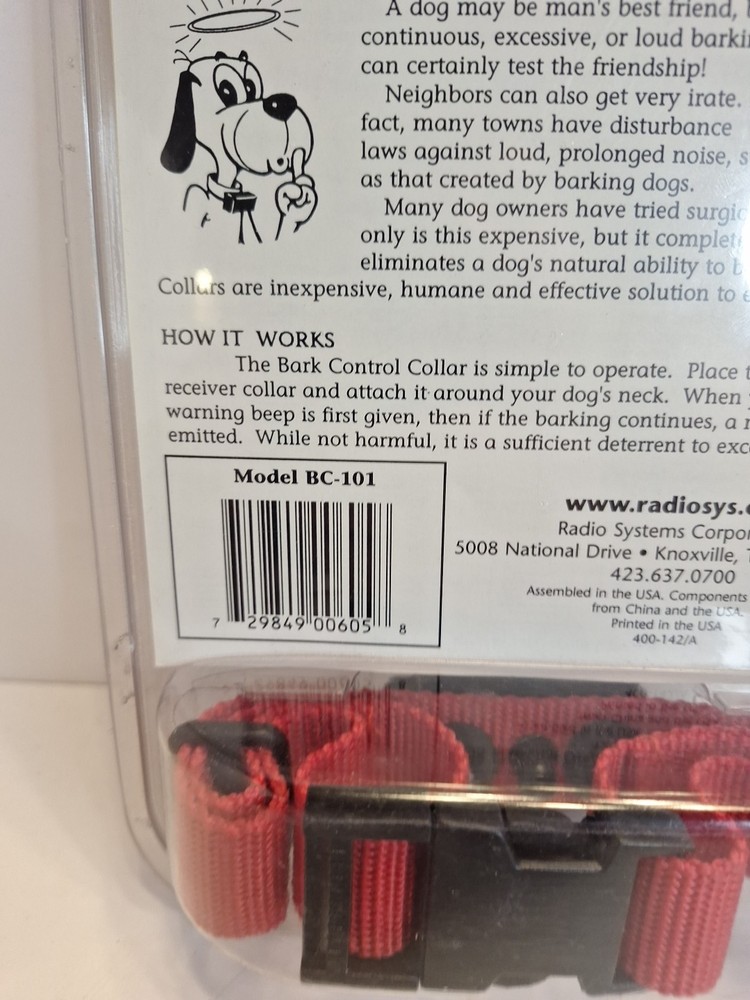 A dog may be man's best friend,
continuous, excessive, or loud
can certainly test the friendship!
Neighbors can also get very irate.
fact, many towns have disturbance
laws against loud, prolonged noise,
as that created by barking dogs.
Many dog owners have tried
only is this expensive, but it
eliminates a dog's natural ability to
Collars are inexpensive, humane and effective solution to
HOW IT WORKS
The Bark Control Collar is simple to operate. Place
receiver collar and attach it around your dog's neck. When
warning beep is first given, then if the barking continues, a
emitted. While not harmful, it is a sufficient deterrent to
Model BC-101
7 29849 00605 8
www.radiosys.
Radio Systems
5008 National Drive • Knoxville,
423.637.0700
Assembled in the USA. Components
from China and the USA.
Printed in the USA
400-142/A